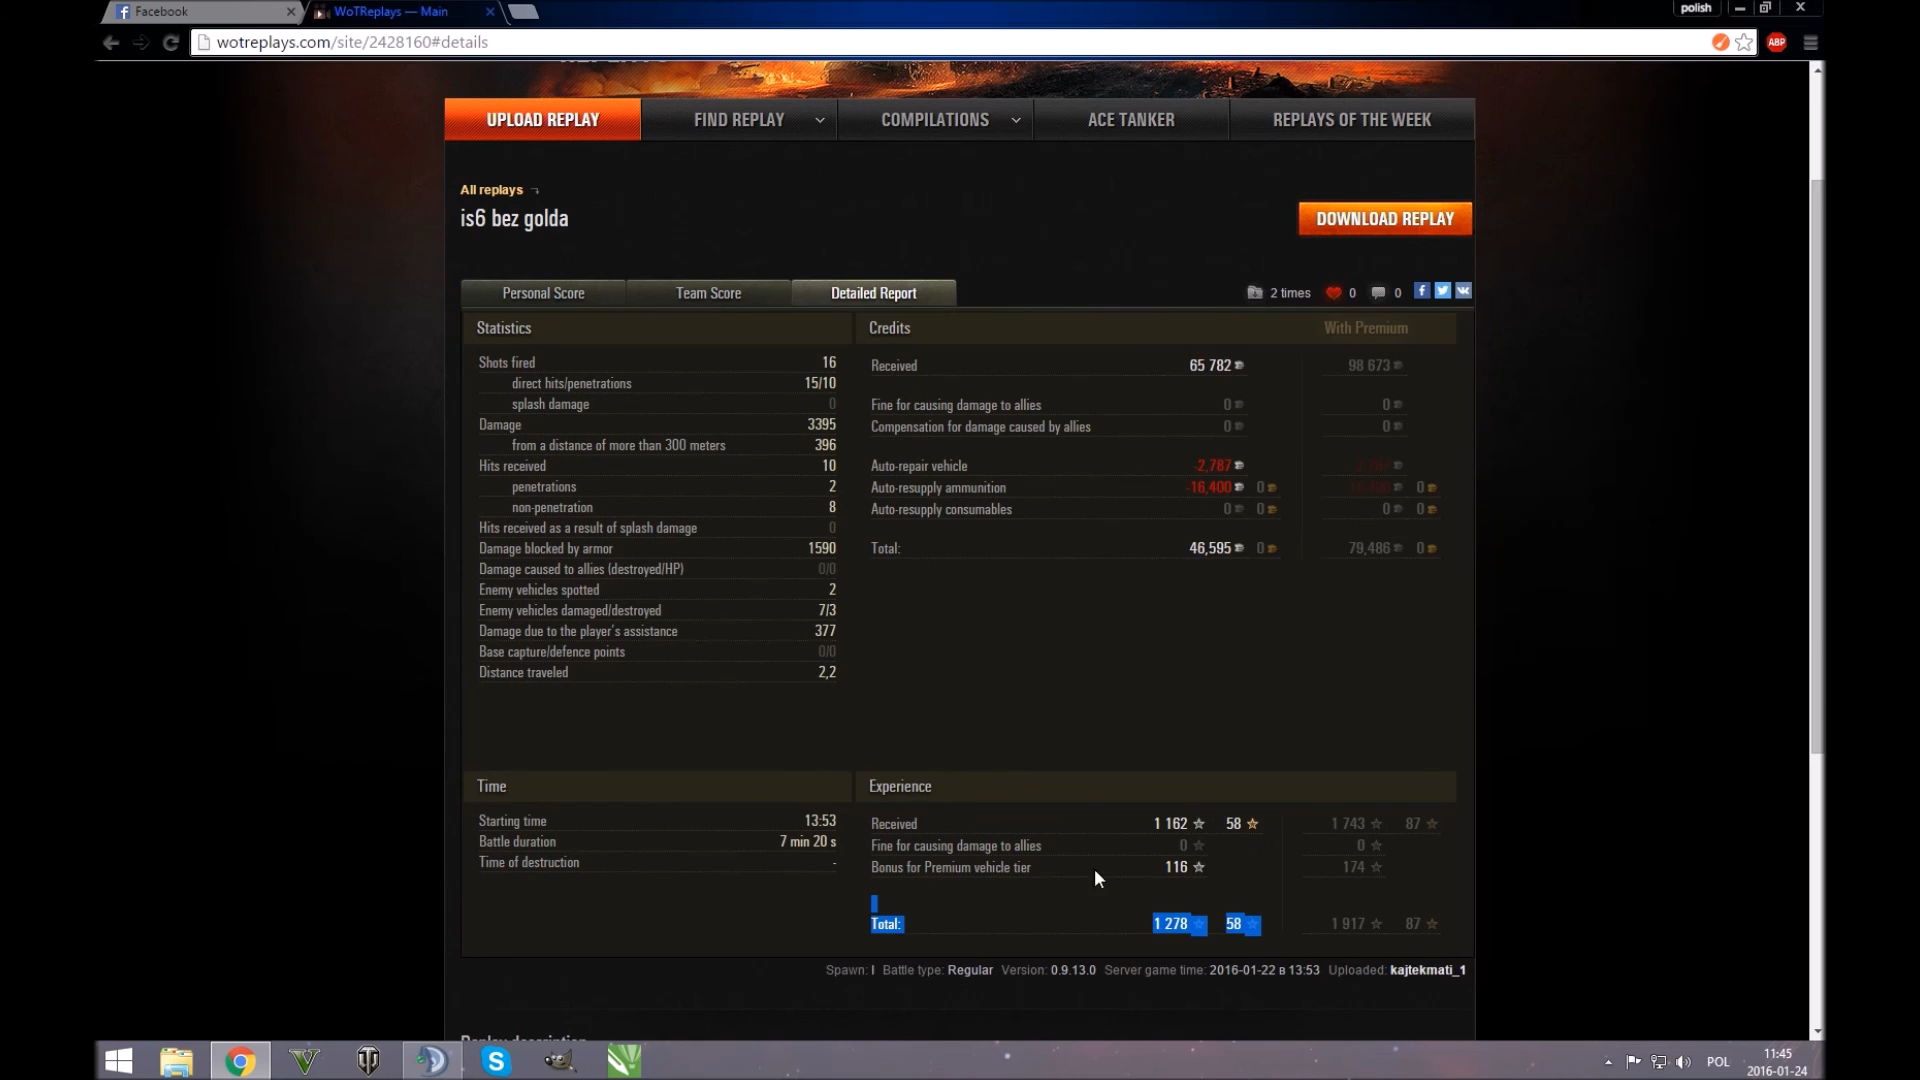 Facebook
WoTReplays — Main
polish
wotreplays.com/site/2428160#details
ABP
UPLOAD REPLAY
FIND REPLAY
COMPILATIONS
ACE TANKER
REPLAYS OF THE WEEK
All replays
is6 bez golda
DOWNLOAD REPLAY
Personal Score
Team Score
Detailed Report
2 times
0
0
Statistics
Shots fired 16
direct hits/penetrations 15/10
splash damage 0
Damage 3395
from a distance of more than 300 meters 396
Hits received 10
penetrations 2
non-penetration 8
Hits received as a result of splash damage 0
Damage blocked by armor 1590
Damage caused to allies (destroyed/HP) 0/0
Enemy vehicles spotted 2
Enemy vehicles damaged/destroyed 7/3
Damage due to the player's assistance 377
Base capture/defence points 0/0
Distance traveled 2,2
Credits With Premium
Received 65 782 98 673
Fine for causing damage to allies 0 0
Compensation for damage caused by allies 0 0
Auto-repair vehicle -2,787
Auto-resupply ammunition -16,400 0 0
Auto-resupply consumables 0 0 0 0
Total: 46,595 0 79,486 0
Time
Starting time 13:53
Battle duration 7 min 20 s
Time of destruction -
Experience
Received 1 162 58 1 743 87
Fine for causing damage to allies 0 0
Bonus for Premium vehicle tier 116 174
Total: 1 278 58 1 917 87
Spawn: I Battle type: Regular Version: 0.9.13.0 Server game time: 2016-01-22 в 13:53 Uploaded: kajtekmati_1
POL
11:45
2016-01-24